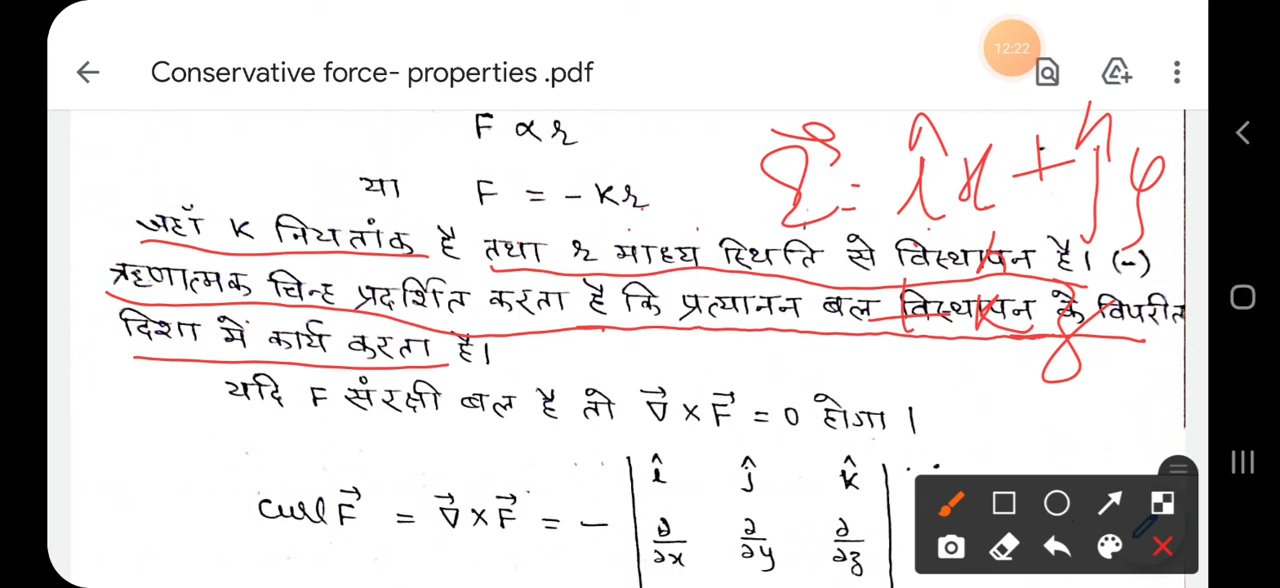 12:22
Conservative force- properties .pdf
F ∝ r
या F = - Kr
r⃗ = îx + ĵy
+ k̂z
जहाँ K नियतांक है तथा r माध्य स्थिति से विस्थापन है। (-)
ऋणात्मक चिन्ह प्रदर्शित करता है कि प्रत्यानन बल विस्थापन के विपरीत
दिशा में कार्य करता है।
यदि F संरक्षी बल है तो ∇⃗ × F⃗ = 0 होगा।
î ĵ k̂
Curl F⃗ = ∇⃗ × F⃗ = -
∂/∂x ∂/∂y ∂/∂z